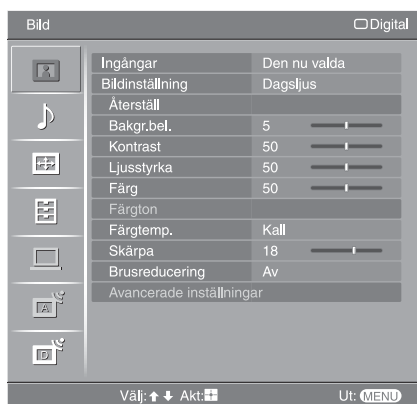 Bild Digital
Ingångar Den nu valda
Bildinställning Dagsljus
Återställ
Bakgr.bel. 5
Kontrast 50
Ljusstyrka 50
Färg 50
Färgton
Färgtemp. Kall
Skärpa 18
Brusreducering Av
Avancerade inställningar
A
D
Välj: Akt: Ut: MENU